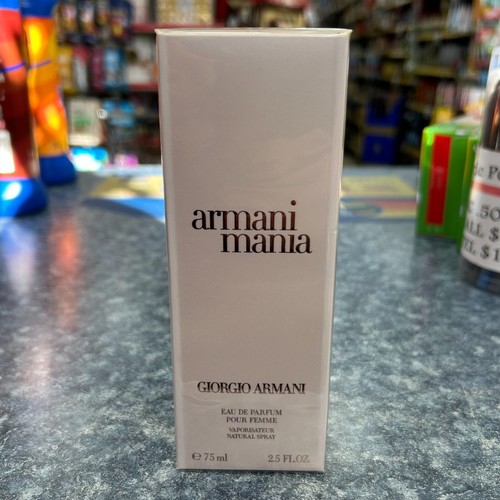 armani
mania
GIORGIO ARMANI
EAU DE PARFUM
POUR FEMME
VAPORISATEUR
NATURAL SPRAY
℮ 75 ml 2.5 FL.OZ